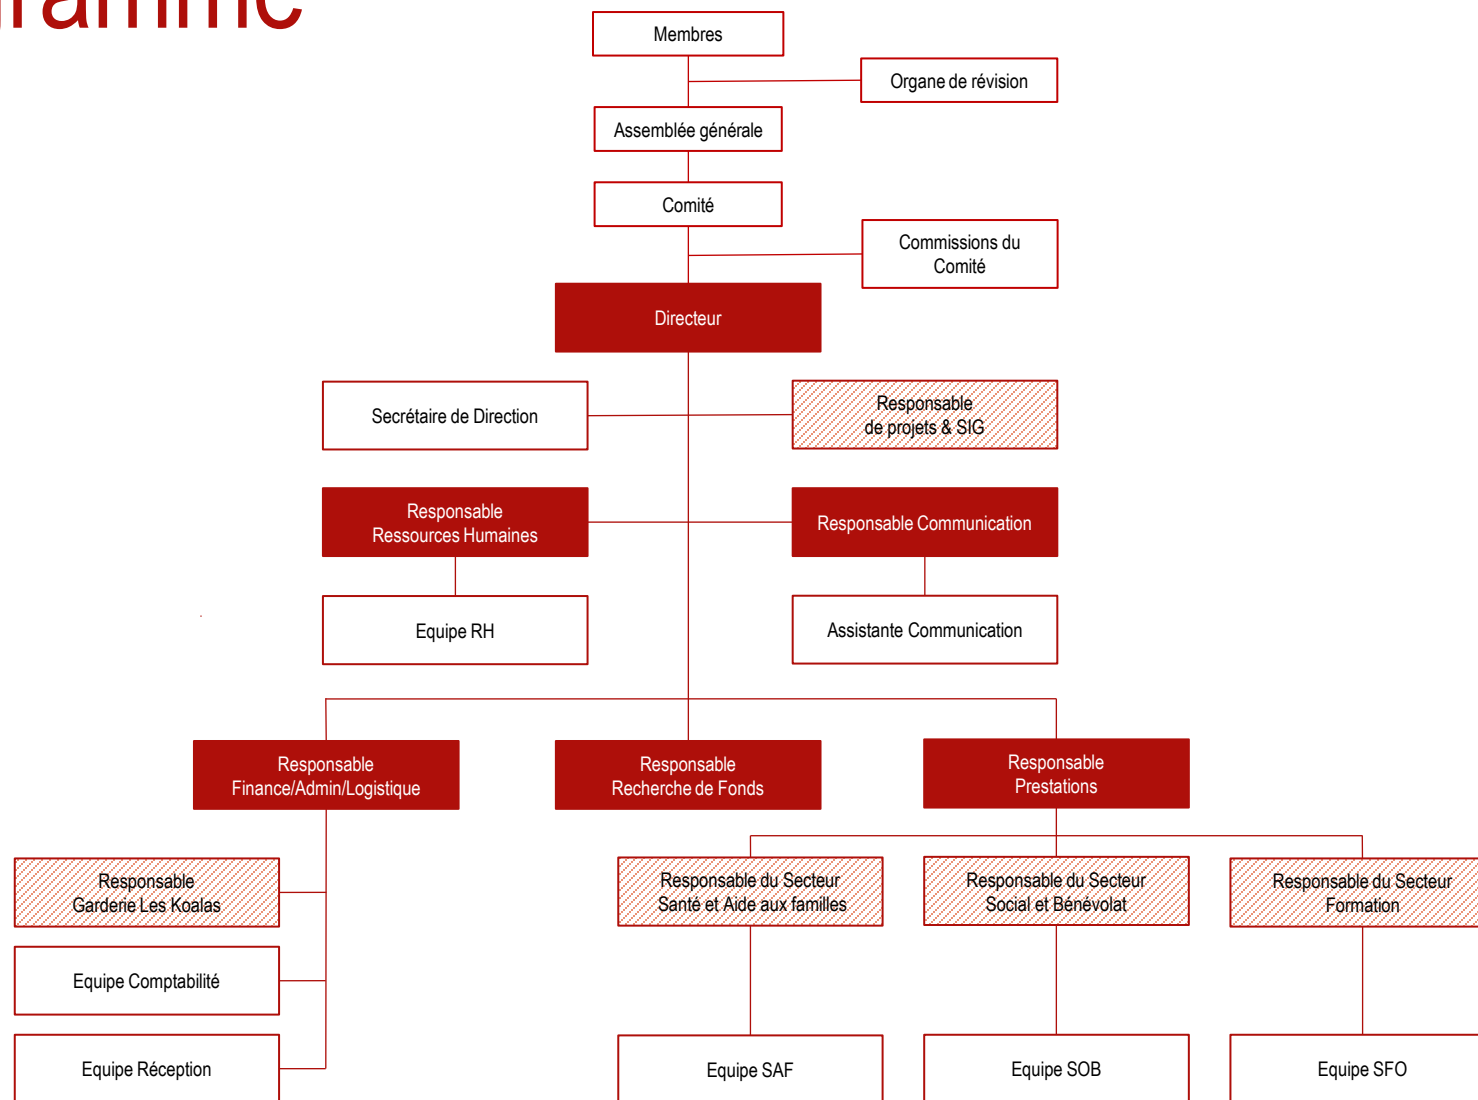 Membres
Organe de révision
Assemblée générale
Comité
Commissions du
Comité
Directeur
Secrétaire de Direction
Responsable
de projets & SIG
Responsable
Ressources Humaines
Responsable Communication
Equipe RH
Assistante Communication
Responsable
Finance/Admin/Logistique
Responsable
Recherche de Fonds
Responsable
Prestations
Responsable
Garderie Les Koalas
Responsable du Secteur
Santé et Aide aux familles
Responsable du Secteur
Social et Bénévolat
Responsable du Secteur
Formation
Equipe Comptabilité
Equipe Réception
Equipe SAF
Equipe SOB
Equipe SFO